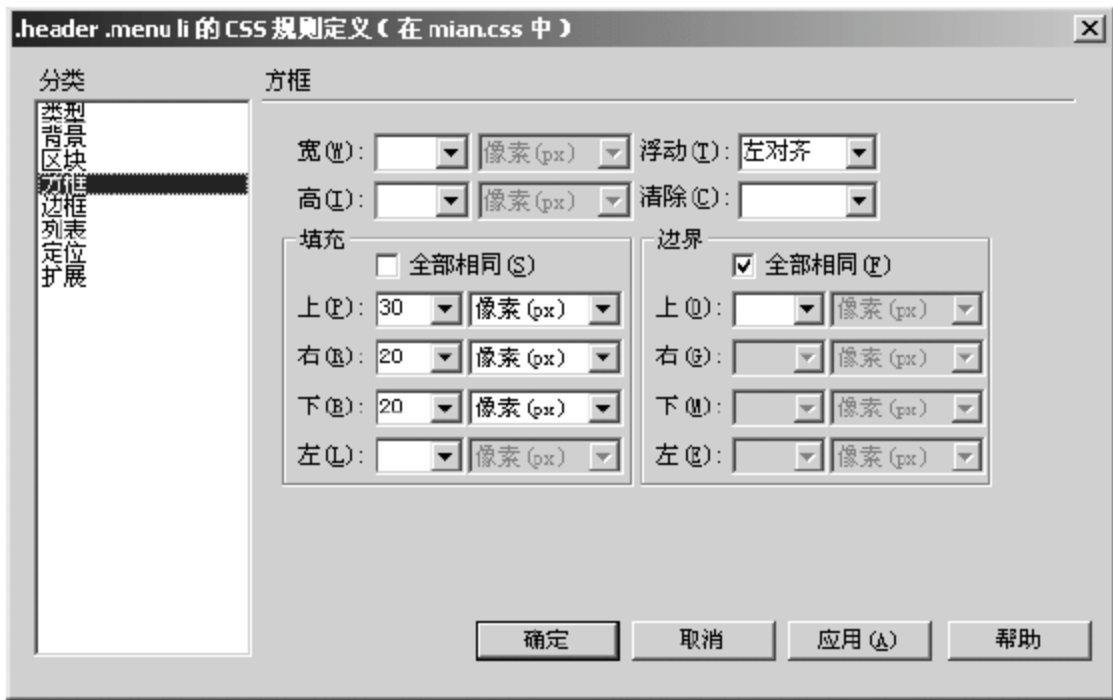 .header .menu li 的 CSS 规则定义（在 mian.css 中）
分类
类型
背景
区块
方框
边框
列表
定位
扩展
方框
宽(W): 像素(px) 浮动(T): 左对齐
高(I): 像素(px) 清除(C):
填充
全部相同(S)
上(P): 30 像素(px)
右(R): 20 像素(px)
下(B): 20 像素(px)
左(L): 像素(px)
边界
全部相同(F)
上(O): 像素(px)
右(G): 像素(px)
下(M): 像素(px)
左(E): 像素(px)
确定 取消 应用(A) 帮助